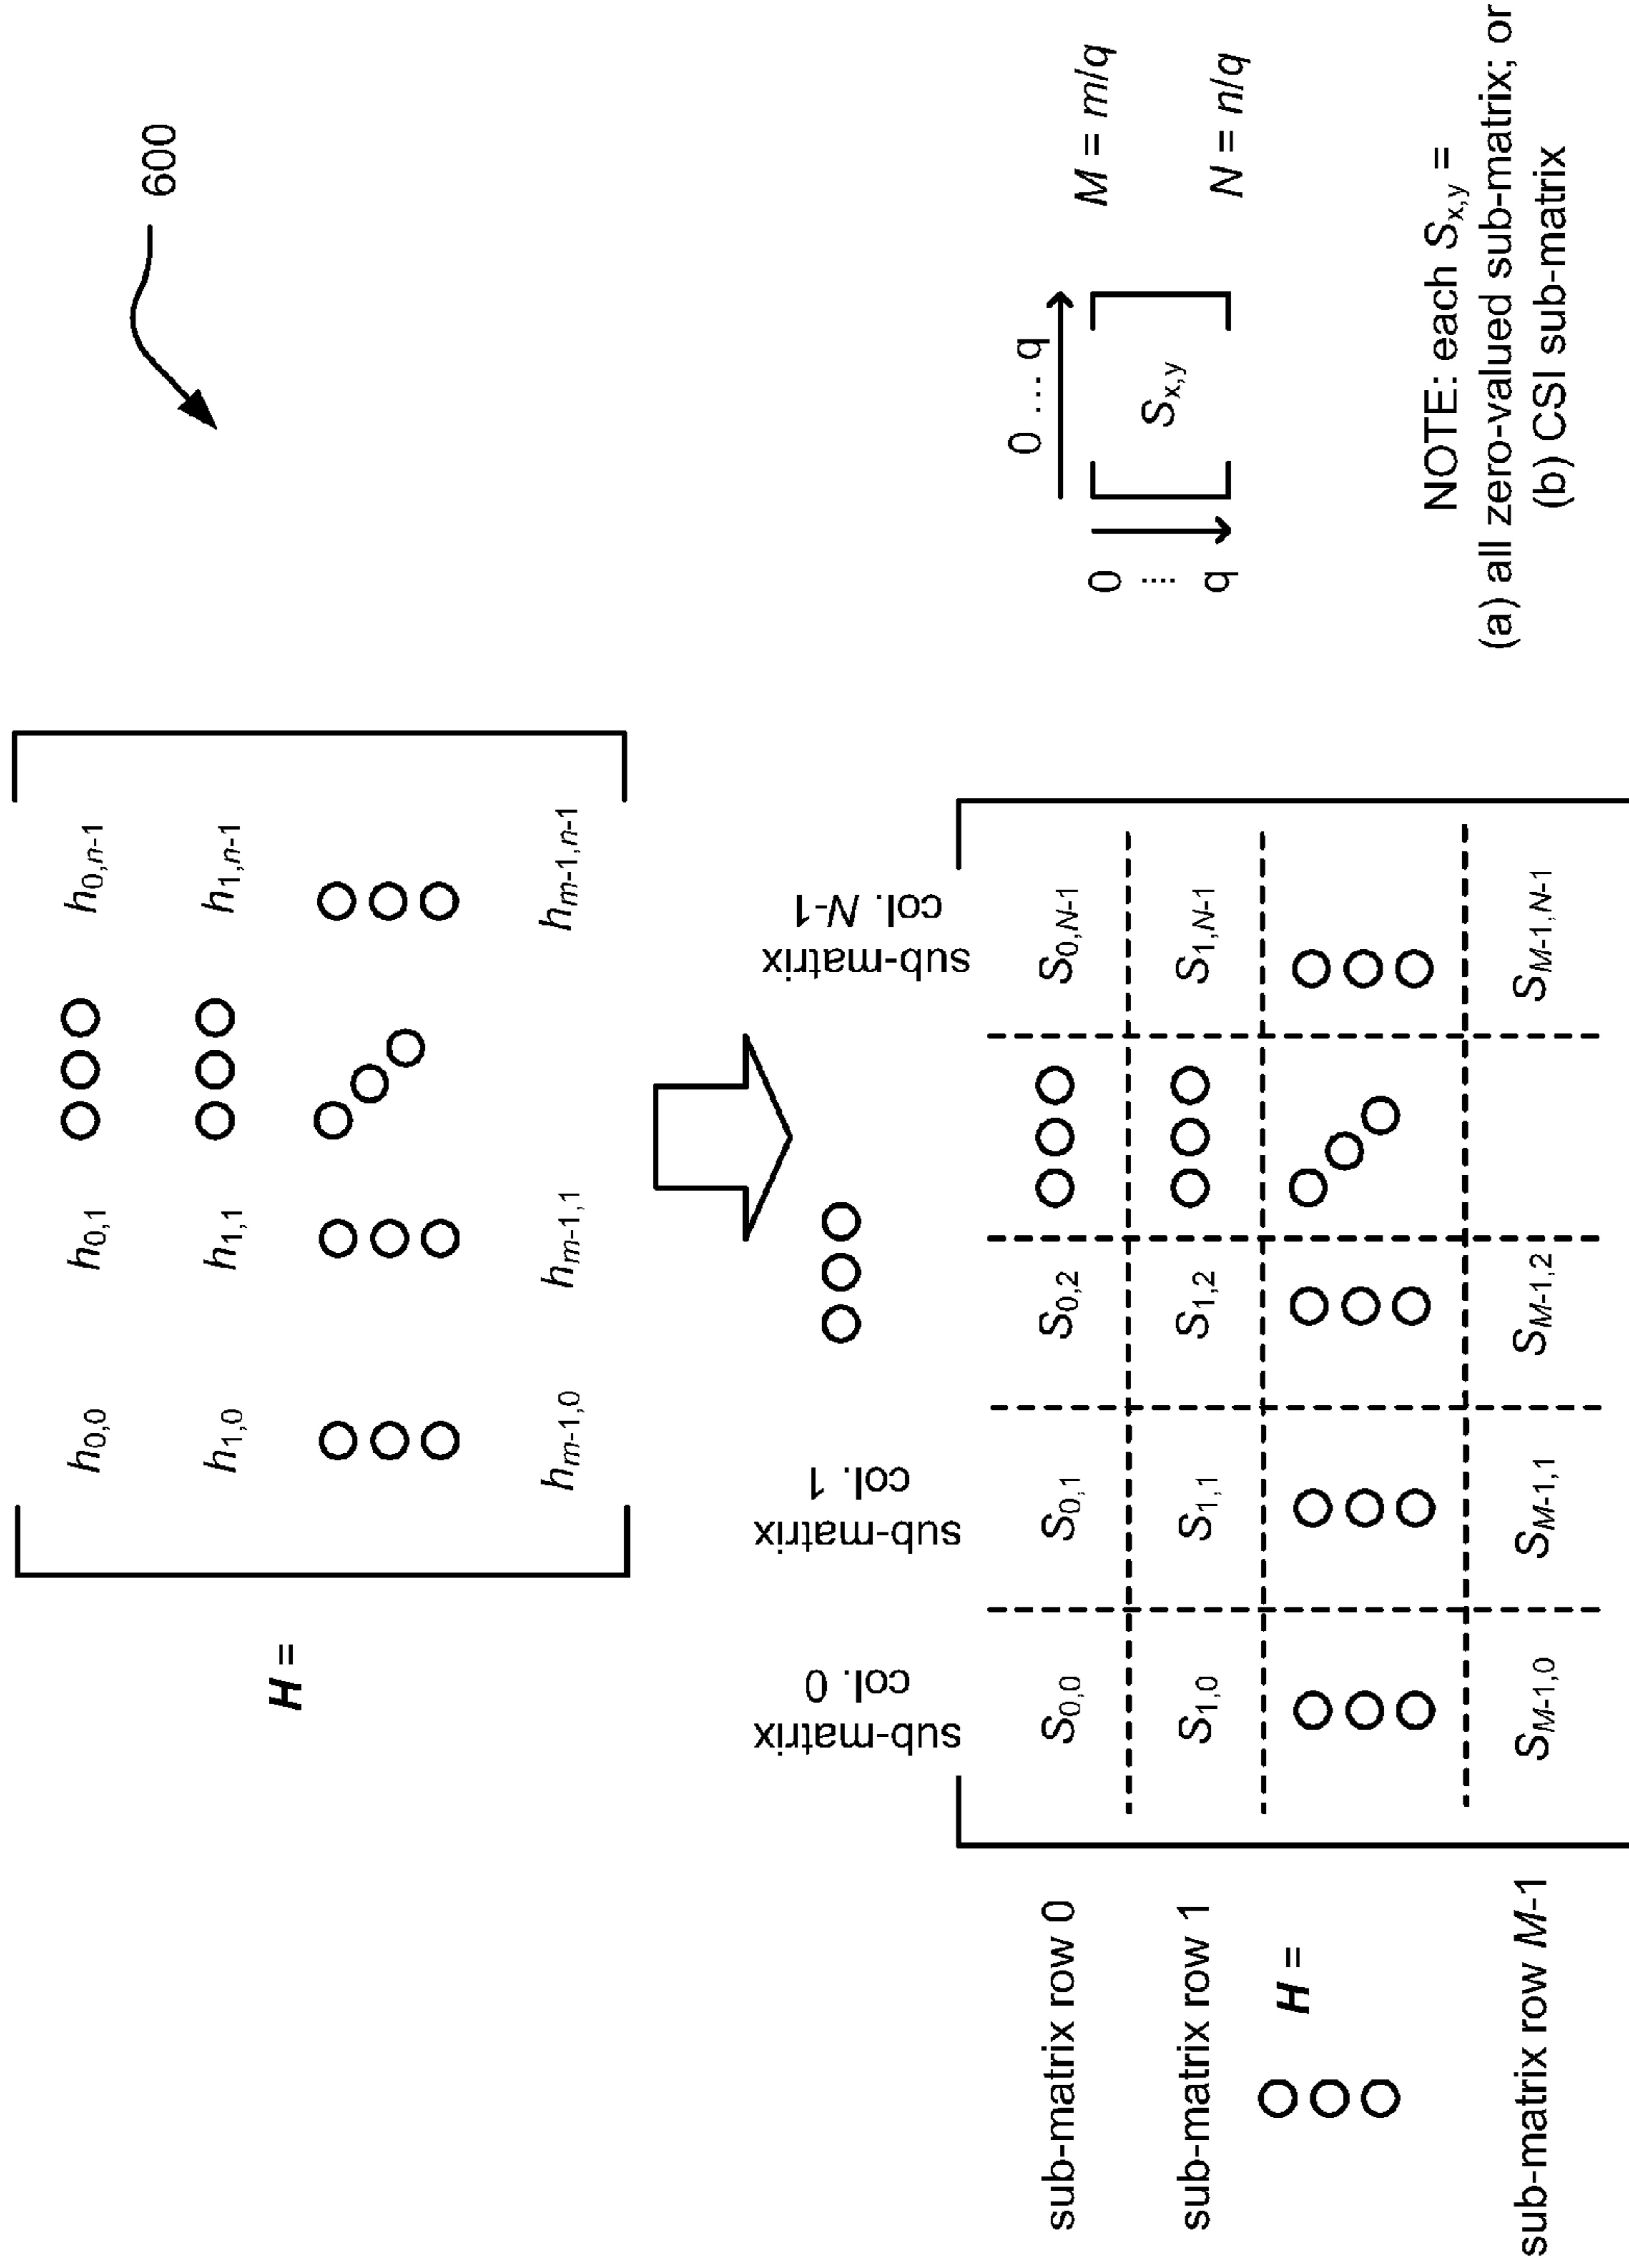 600
H =
h0,0 h0,1 h0,n-1
h1,0 h1,1 h1,n-1
hm-1,0 hm-1,1 hm-1,n-1
sub-matrix col. 0
sub-matrix col. 1
sub-matrix col. N-1
sub-matrix row 0
S0,0 S0,1 S0,2 S0,N-1
sub-matrix row 1
S1,0 S1,1 S1,2 S1,N-1
H =
sub-matrix row M-1
SM-1,0 SM-1,1 SM-1,2 SM-1,N-1
0 ... q
0
...
q
Sx,y
M = m/q
N = n/q
NOTE: each Sx,y =
(a) all zero-valued sub-matrix; or
(b) CSI sub-matrix